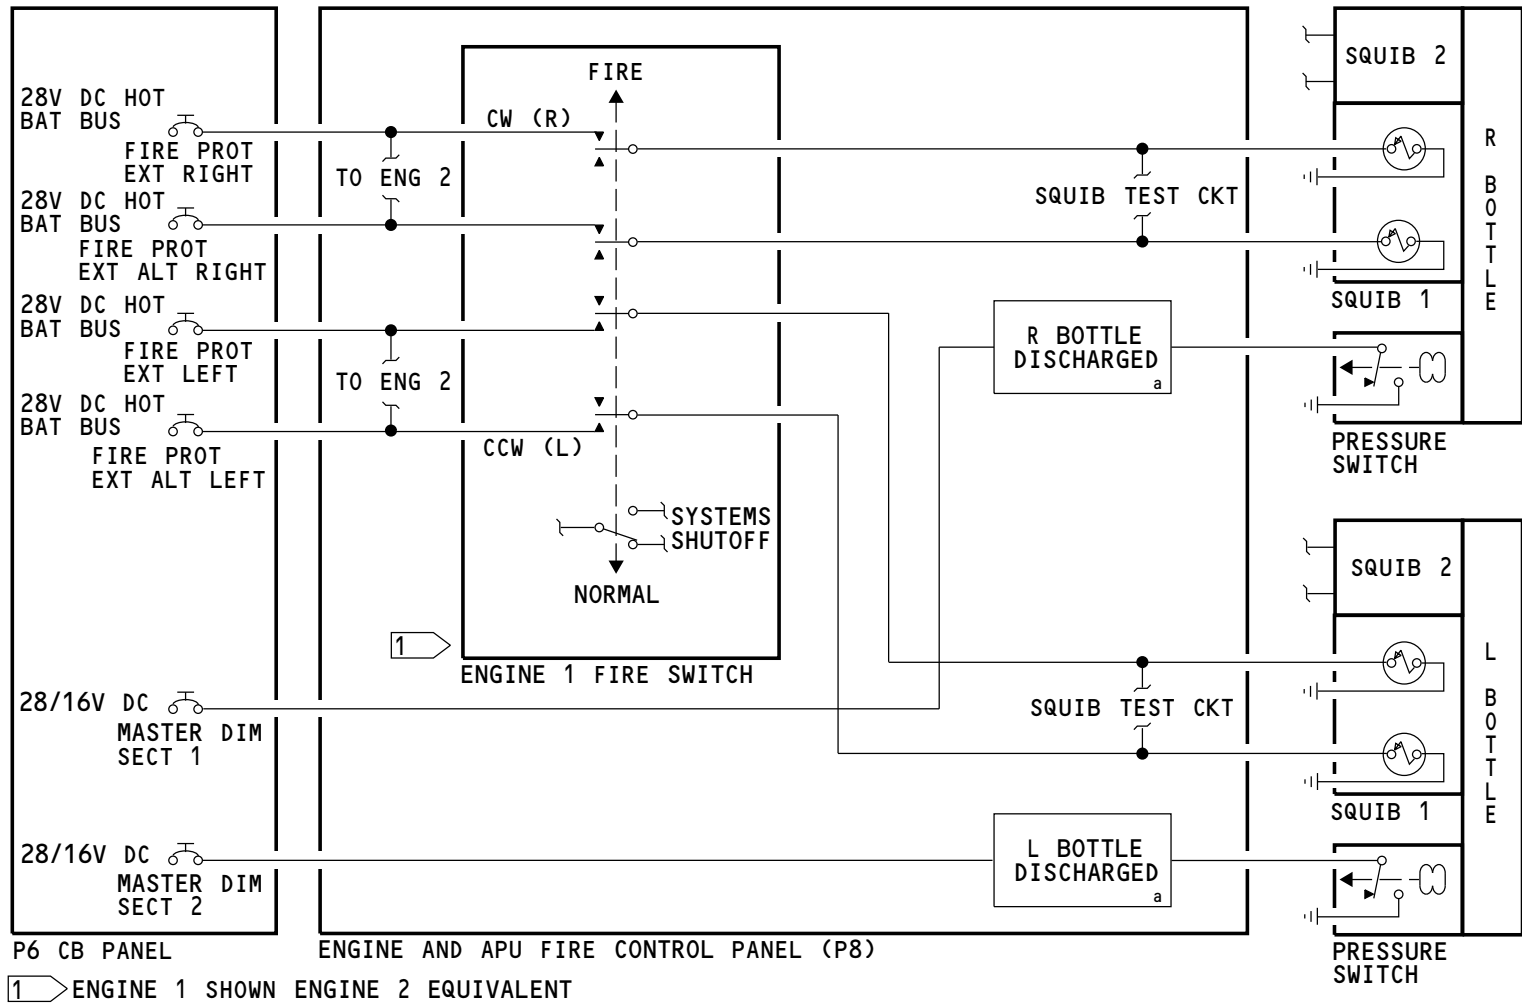 28V DC HOT
BAT BUS
FIRE PROT
EXT RIGHT
28V DC HOT
BAT BUS
FIRE PROT
EXT ALT RIGHT
28V DC HOT
BAT BUS
FIRE PROT
EXT LEFT
28V DC HOT
BAT BUS
FIRE PROT
EXT ALT LEFT
28/16V DC
MASTER DIM
SECT 1
28/16V DC
MASTER DIM
SECT 2
P6 CB PANEL
TO ENG 2
TO ENG 2
FIRE
CW (R)
CCW (L)
SYSTEMS
SHUTOFF
NORMAL
1
ENGINE 1 FIRE SWITCH
SQUIB TEST CKT
R BOTTLE
DISCHARGED
a
SQUIB TEST CKT
L BOTTLE
DISCHARGED
a
ENGINE AND APU FIRE CONTROL PANEL (P8)
SQUIB 2
SQUIB 1
R BOTTLE
PRESSURE
SWITCH
SQUIB 2
SQUIB 1
L BOTTLE
PRESSURE
SWITCH
1 ENGINE 1 SHOWN ENGINE 2 EQUIVALENT